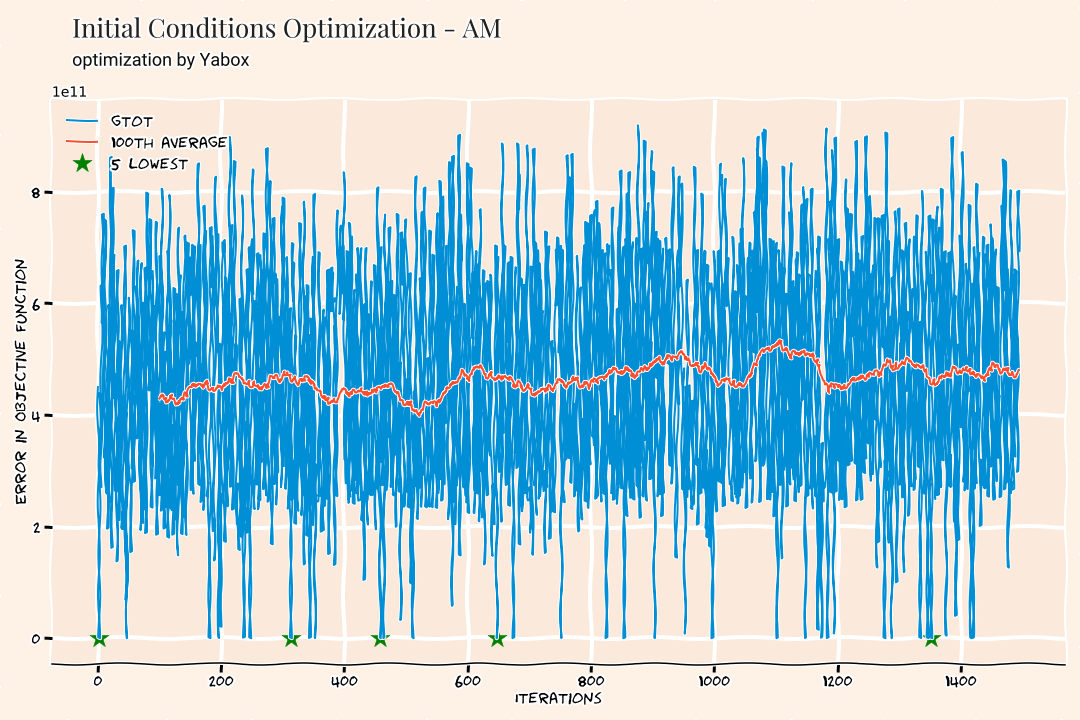 Initial Conditions Optimization - AM
optimization by Yabox
1e11
GTOT
100TH AVERAGE
5 LOWEST
8
6
4
2
0
ERROR IN OBJECTIVE FUNCTION
0 200 400 600 800 1000 1200 1400
ITERATIONS